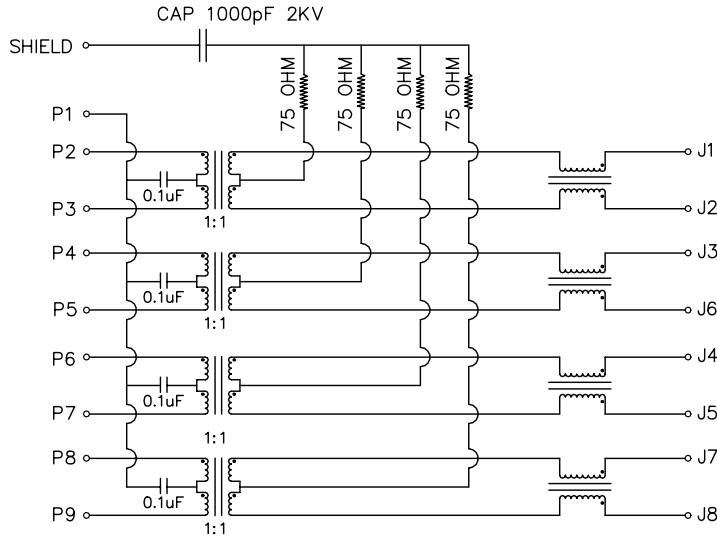 CAP 1000pF 2KV
SHIELD
75 OHM
75 OHM
75 OHM
75 OHM
P1
P2
J1
0.1uF
P3
J2
1:1
P4
J3
0.1uF
P5
J6
1:1
P6
J4
0.1uF
P7
J5
1:1
P8
J7
0.1uF
P9
J8
1:1